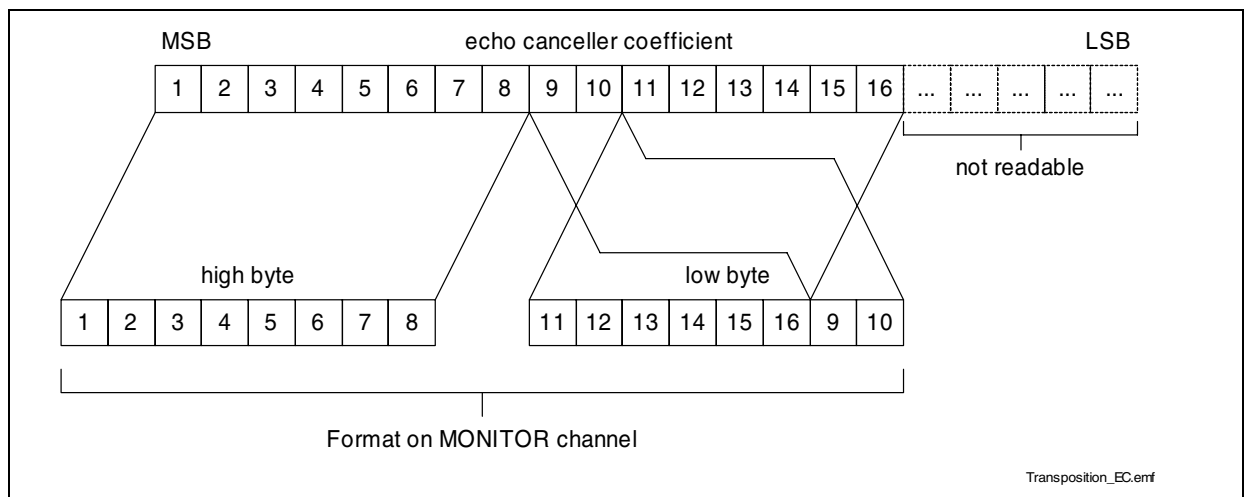 MSB echo canceller coefficient LSB
1 2 3 4 5 6 7 8 9 10 11 12 13 14 15 16 ... ... ... ... ...
not readable
high byte low byte
1 2 3 4 5 6 7 8 11 12 13 14 15 16 9 10
Format on MONITOR channel
Transposition_EC.emf